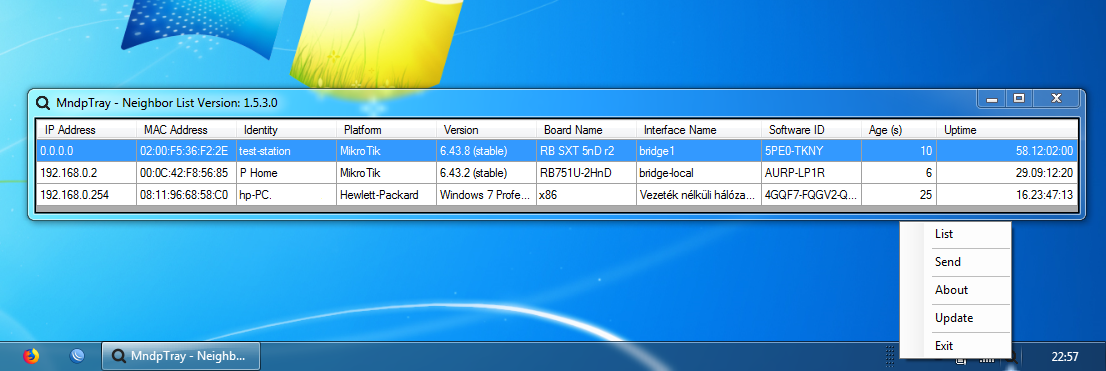 MndpTray - Neighbor List Version: 1.5.3.0
IP Address MAC Address Identity Platform Version Board Name Interface Name Software ID Age (s) Uptime
0.0.0.0 02:00:F5:36:F2:2E test-station MikroTik 6.43.8 (stable) RB SXT 5nD r2 bridge1 5PE0-TKNY 10 58.12:02:00
192.168.0.2 00:0C:42:F8:56:85 P Home MikroTik 6.43.2 (stable) RB751U-2HnD bridge-local AURP-LP1R 6 29.09:12:20
192.168.0.254 08:11:96:68:58:C0 hp-PC. Hewlett-Packard Windows 7 Profe... x86 Vezeték nélküli hálóza... 4GQF7-FQGV2-Q... 25 16.23:47:13
List
Send
About
Update
Exit
MndpTray - Neighb...
22:57